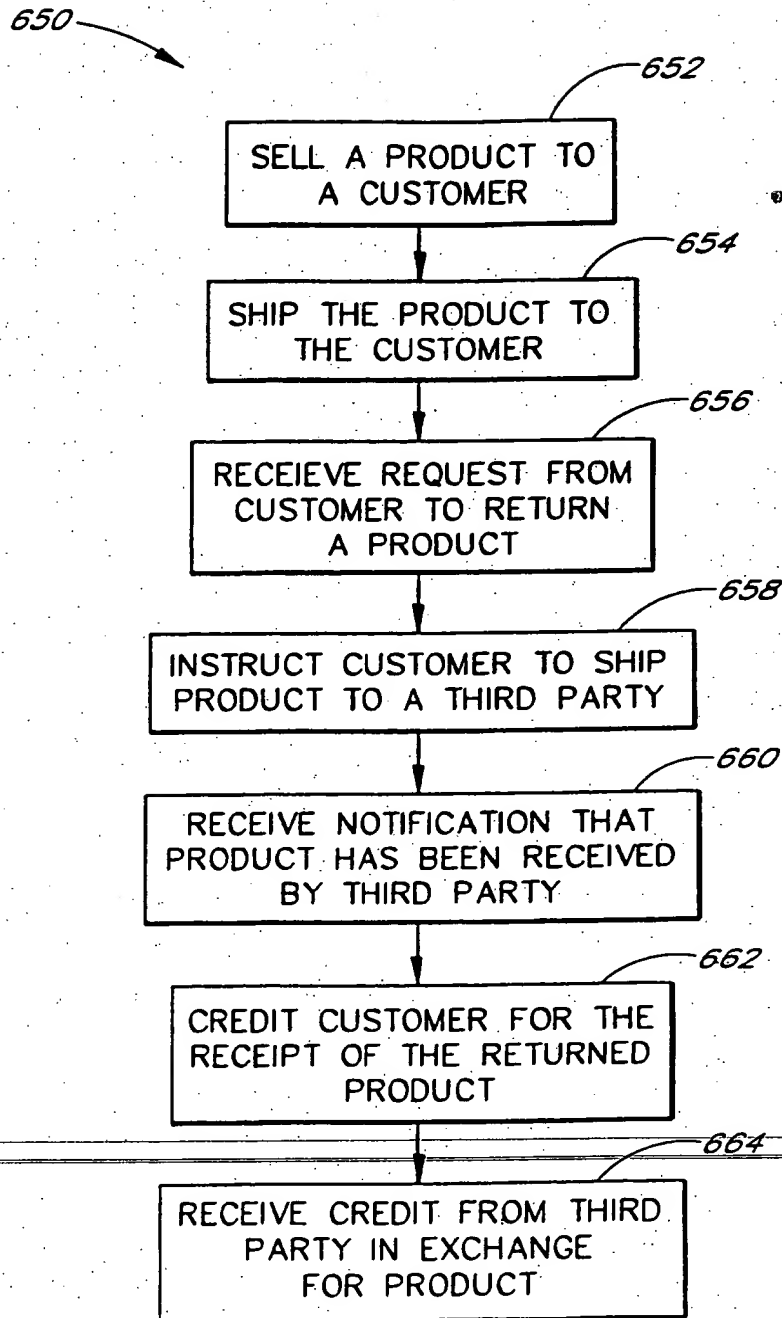 650
652
SELL A PRODUCT TO
A CUSTOMER
654
SHIP THE PRODUCT TO
THE CUSTOMER
656
RECEIEVE REQUEST FROM
CUSTOMER TO RETURN
A PRODUCT
658
INSTRUCT CUSTOMER TO SHIP
PRODUCT TO A THIRD PARTY
660
RECEIVE NOTIFICATION THAT
PRODUCT HAS BEEN RECEIVED
BY THIRD PARTY
662
CREDIT CUSTOMER FOR THE
RECEIPT OF THE RETURNED
PRODUCT
664
RECEIVE CREDIT FROM THIRD
PARTY IN EXCHANGE
FOR PRODUCT